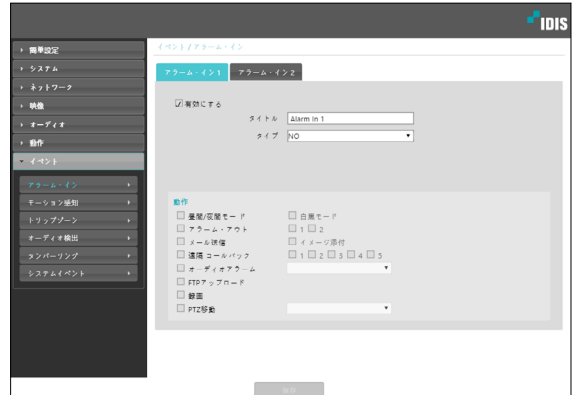 IDIS
簡単設定
システム
ネットワーク
映像
オーディオ
動作
イベント
アラーム・イン
モーション感知
トリップゾーン
オーディオ検出
タンパーリング
システムイベント
イベント / アラーム・イン
アラーム・イン 1 アラーム・イン 2
有効にする
タイトル Alarm In 1
タイプ NO
動作
昼間/夜間モード 白黒モード
アラーム・アウト 1 2
メール送信 イメージ添付
遠隔 コールバック 1 2 3 4 5
オーディオアラーム
FTPアップロード
録画
PTZ移動